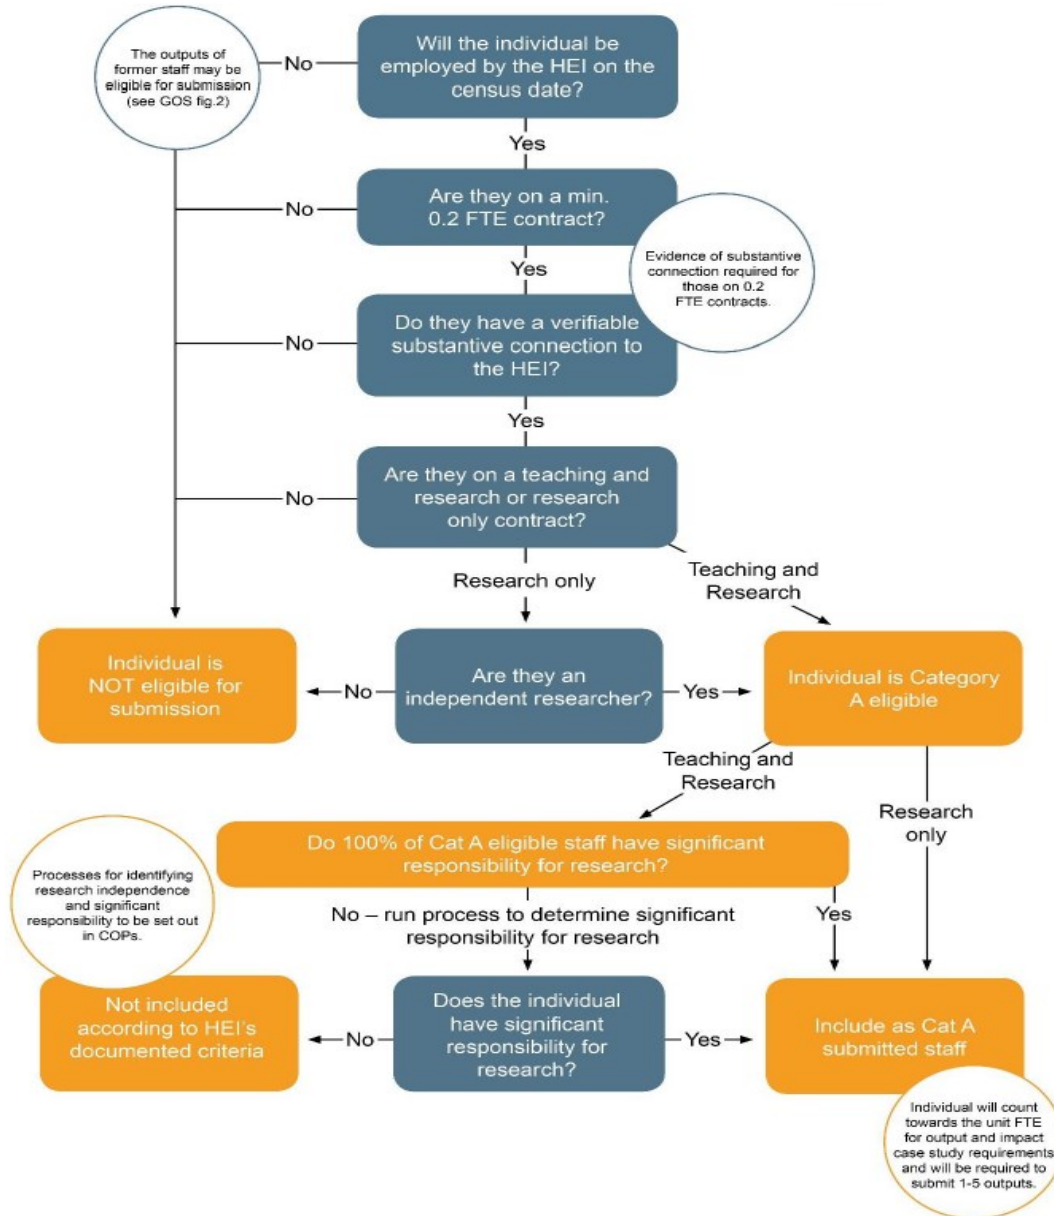 The outputs of
former staff may be
eligible for submission
(see GOS fig.2)
No
Will the individual be
employed by the HEI on the
census date?
Yes
No
Are they on a min.
0.2 FTE contract?
Evidence of substantive
connection required for
those on 0.2
FTE contracts.
Yes
No
Do they have a verifiable
substantive connection to
the HEI?
Yes
No
Are they on a teaching and
research or research
only contract?
Research only
Teaching and
Research
Individual is
NOT eligible for
submission
No
Are they an
independent researcher?
Yes
Individual is Category
A eligible
Teaching and
Research
Research
only
Do 100% of Cat A eligible staff have significant
responsibility for research?
Processes for identifying
research independence
and significant
responsibility to be set out
in COPs.
No – run process to determine significant
responsibility for research
Yes
Not included
according to HEI's
documented criteria
No
Does the individual
have significant
responsibility for
research?
Yes
Include as Cat A
submitted staff
Individual will count
towards the unit FTE
for output and impact
case study requirements
and will be required to
submit 1-5 outputs.